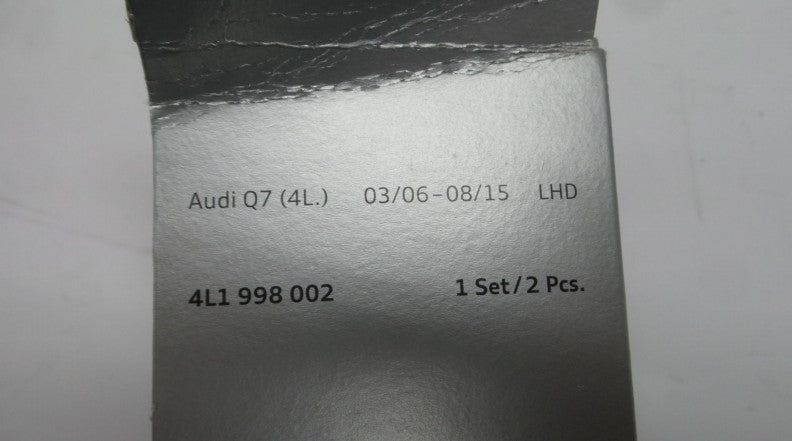 Audi Q7 (4L.) 03/06-08/15 LHD
4L1 998 002 1 Set/2 Pcs.